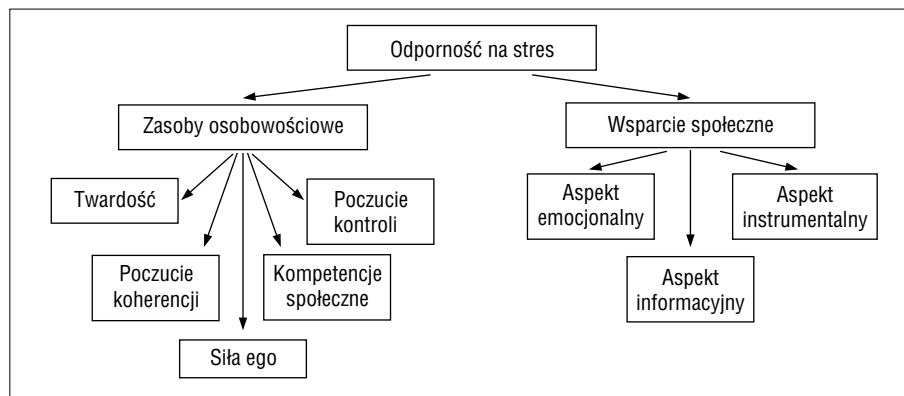 Odporność na stres
Zasoby osobowościowe
Wsparcie społeczne
Twardość
Poczucie
kontroli
Aspekt
emocjonalny
Aspekt
instrumentalny
Poczucie
koherencji
Kompetencje
społeczne
Aspekt
informacyjny
Siła ego